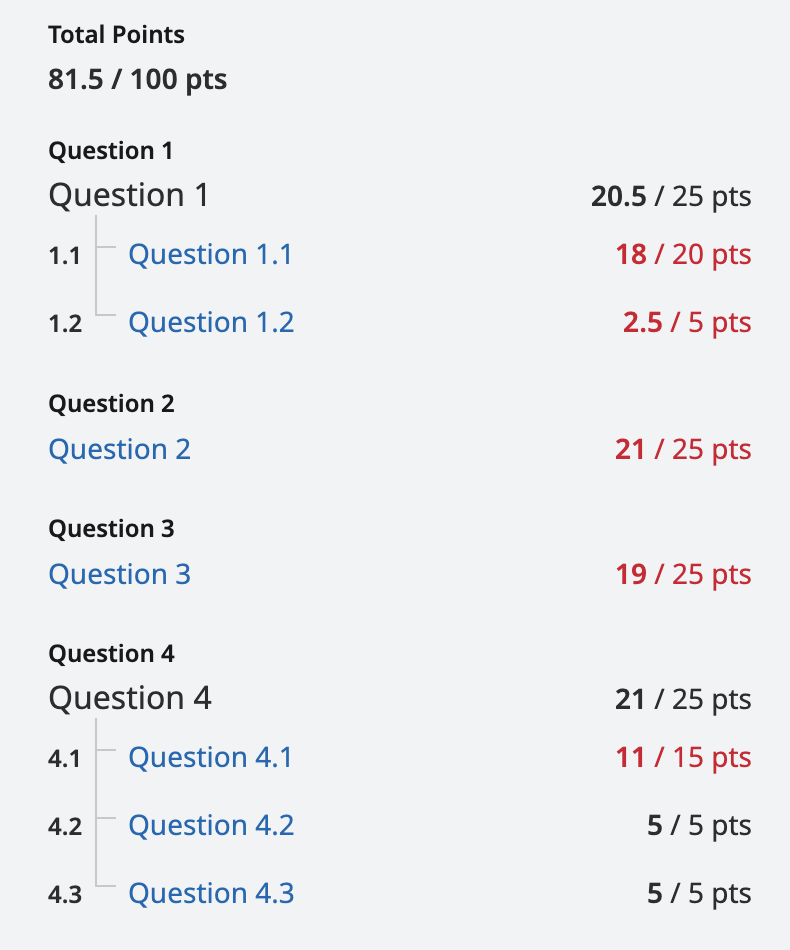 Total Points
81.5 / 100 pts
Question 1
Question 1 20.5 / 25 pts
1.1 Question 1.1 18 / 20 pts
1.2 Question 1.2 2.5 / 5 pts
Question 2
Question 2 21 / 25 pts
Question 3
Question 3 19 / 25 pts
Question 4
Question 4 21 / 25 pts
4.1 Question 4.1 11 / 15 pts
4.2 Question 4.2 5 / 5 pts
4.3 Question 4.3 5 / 5 pts